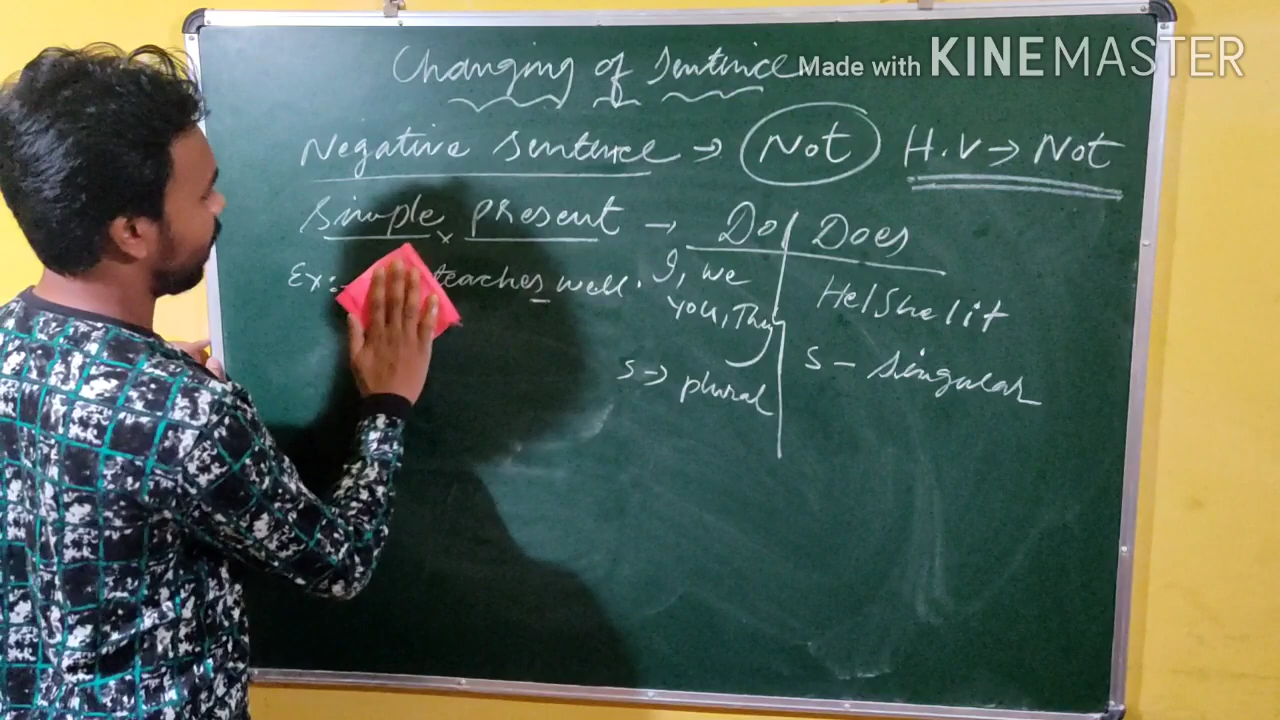 Changing of Sentence
Made with KINEMASTER
Negative Sentence → Not H.V → Not
Simple Present → Do Does
Ex:- teaches well.
I, we
You, They
He/She/it
S → plural
S – Singular